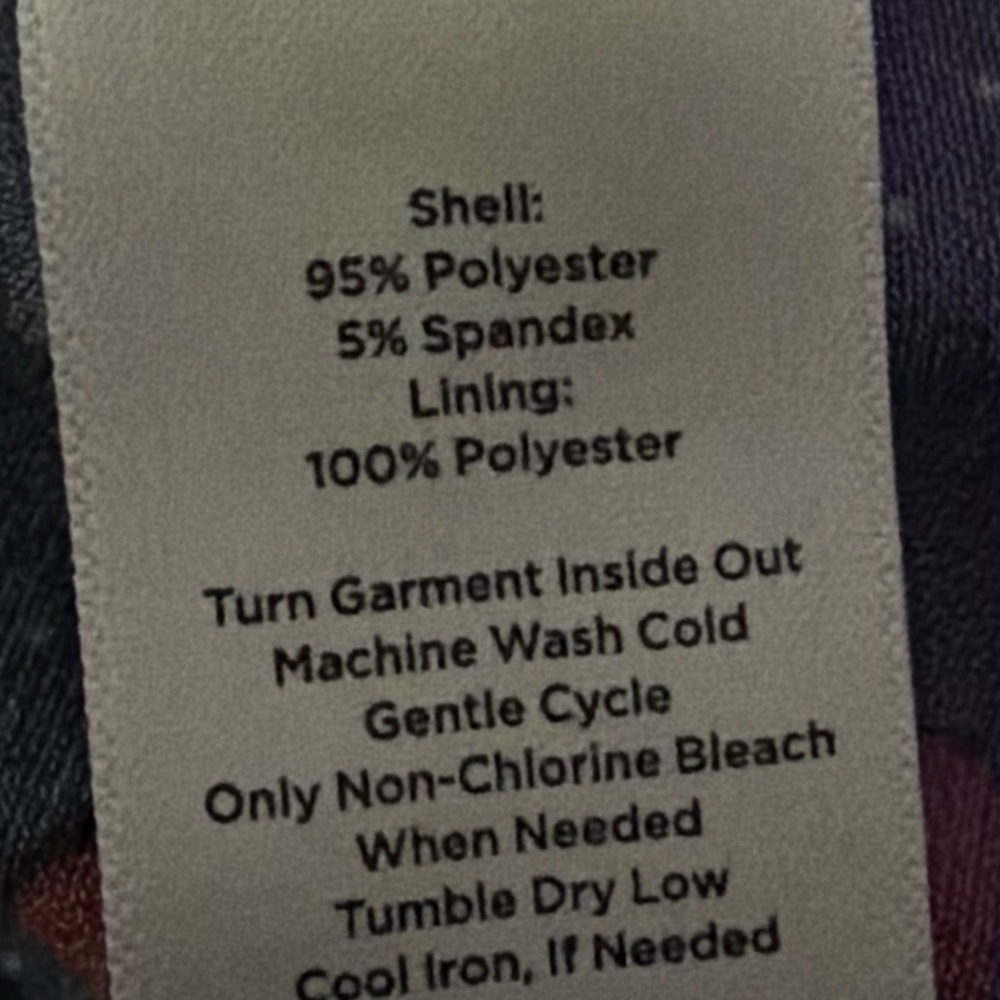 Shell:
95% Polyester
5% Spandex
Lining:
100% Polyester
Turn Garment Inside Out
Machine Wash Cold
Gentle Cycle
Only Non-Chlorine Bleach
When Needed
Tumble Dry Low
Cool Iron, If Needed